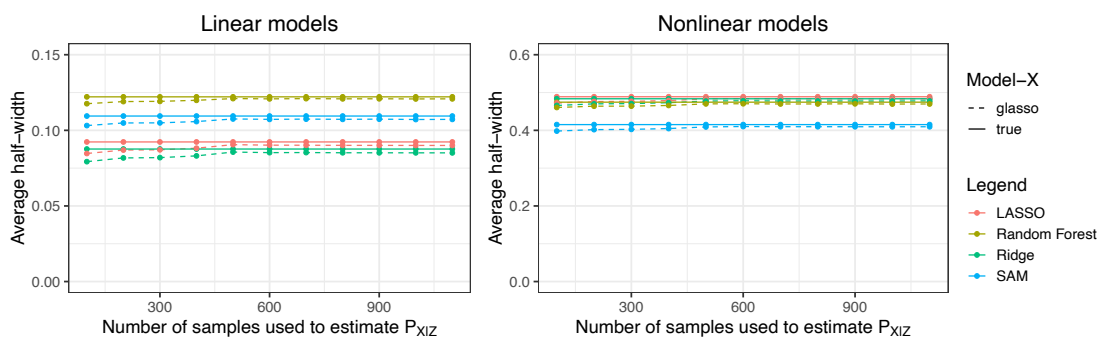 Linear models
Nonlinear models
Average half-width
0.15
0.10
0.05
0.00
300
600
900
Number of samples used to estimate P_X|Z
Average half-width
0.6
0.4
0.2
0.0
300
600
900
Number of samples used to estimate P_X|Z
Model-X
glasso
true
Legend
LASSO
Random Forest
Ridge
SAM